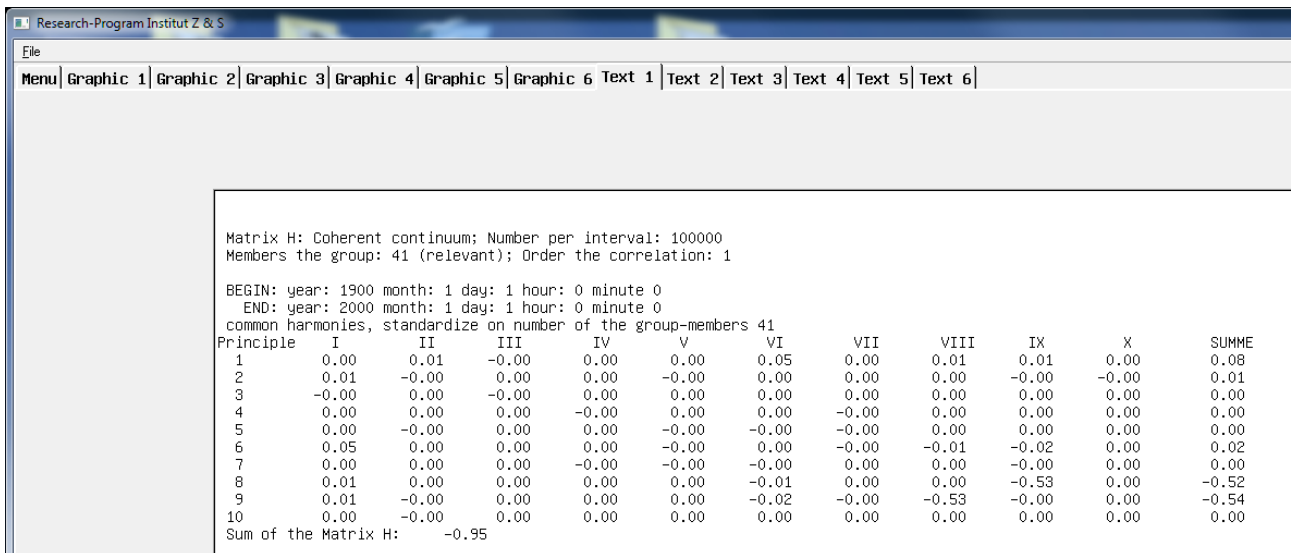 Research-Program Institut Z & S
File
Menu Graphic 1 Graphic 2 Graphic 3 Graphic 4 Graphic 5 Graphic 6 Text 1 Text 2 Text 3 Text 4 Text 5 Text 6
Matrix H: Coherent continuum; Number per interval: 100000
Members the group: 41 (relevant); Order the correlation: 1
BEGIN: year: 1900 month: 1 day: 1 hour: 0 minute 0
END: year: 2000 month: 1 day: 1 hour: 0 minute 0
common harmonies, standardize on number of the group-members 41
Principle I II III IV V VI VII VIII IX X SUMME
1 0.00 0.01 -0.00 0.00 0.00 0.05 0.00 0.01 0.01 0.00 0.08
2 0.01 -0.00 0.00 0.00 -0.00 0.00 0.00 0.00 -0.00 -0.00 0.01
3 -0.00 0.00 -0.00 0.00 0.00 0.00 0.00 0.00 0.00 0.00 0.00
4 0.00 0.00 0.00 -0.00 0.00 0.00 -0.00 0.00 0.00 0.00 0.00
5 0.00 -0.00 0.00 0.00 -0.00 -0.00 -0.00 0.00 0.00 0.00 0.00
6 0.05 0.00 0.00 0.00 -0.00 0.00 -0.00 -0.01 -0.02 0.00 0.02
7 0.00 0.00 0.00 -0.00 -0.00 -0.00 0.00 0.00 -0.00 0.00 0.00
8 0.01 0.00 0.00 0.00 0.00 -0.01 0.00 0.00 -0.53 0.00 -0.52
9 0.01 -0.00 0.00 0.00 0.00 -0.02 -0.00 -0.53 -0.00 0.00 -0.54
10 0.00 -0.00 0.00 0.00 0.00 0.00 0.00 0.00 0.00 0.00 0.00
Sum of the Matrix H: -0.95